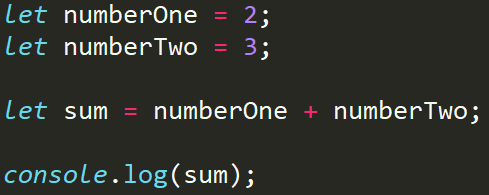 let numberOne = 2;
let numberTwo = 3;
let sum = numberOne + numberTwo;
console.log(sum);